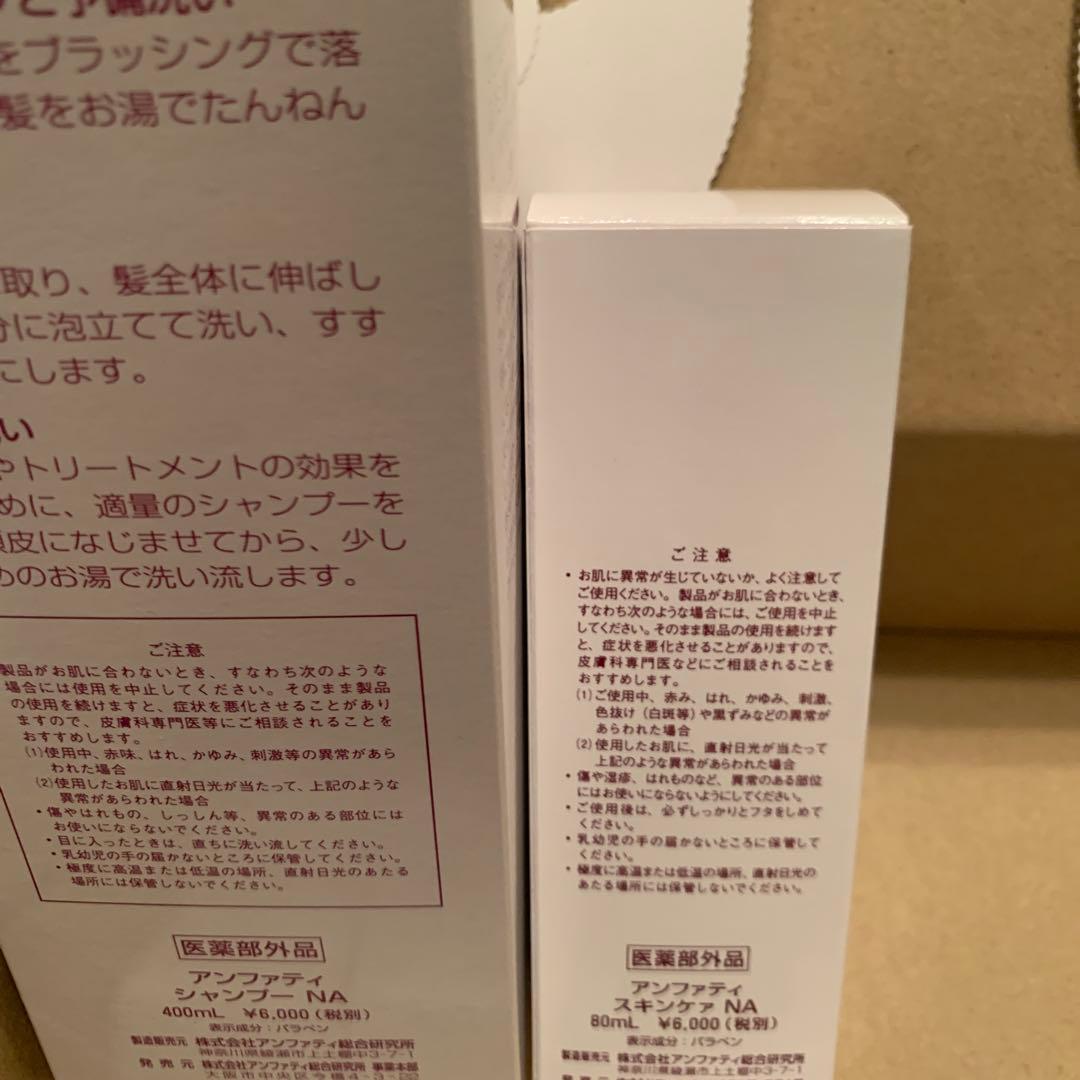 と予備洗い
をブラッシングで落
髪をお湯でたんねん
取り、髪全体に伸ばし
分に泡立てて洗い、すす
にします。
い
やトリートメントの効果を
めに、適量のシャンプーを
頭皮になじませてから、少し
めのお湯で洗い流します。
ご注意
製品がお肌に合わないとき、すなわち次のような
場合には使用を中止してください。そのまま製品
の使用を続けますと、症状を悪化させることがあり
ますので、皮膚科専門医等にご相談されることを
おすすめします。
(1)使用中、赤味、はれ、かゆみ、刺激等の異常があら
われた場合
(2)使用したお肌に直射日光が当たって、上記のような
異常があらわれた場合
・傷やはれもの、しっしん等、異常のある部位には
お使いにならないでください。
・目に入ったときは、直ちに洗い流してください。
・乳幼児の手の届かないところに保管してください。
・極度に高温または低温の場所、直射日光のあたる
場所には保管しないでください。
医薬部外品
アンファティ
シャンプー NA
400mL ¥6,000(税別)
表示成分：パラベン
製造販売元 株式会社アンファティ総合研究所
神奈川県綾瀬市上土棚中3-7-1
発売元 株式会社アンファティ総合研究所 事業本部
大阪市中央区今橋4-3-22
ご注意
・お肌に異常が生じていないか、よく注意して
ご使用ください。製品がお肌に合わないとき、
すなわち次のような場合には、ご使用を中止
してください。そのまま製品の使用を続けます
と、症状を悪化させることがありますので、
皮膚科専門医などにご相談されることを
おすすめします。
(1)ご使用中、赤み、はれ、かゆみ、刺激、
色抜け(白斑等)や黒ずみなどの異常が
あらわれた場合
(2)使用したお肌に、直射日光が当たって
上記のような異常があらわれた場合
・傷や湿疹、はれものなど、異常のある部位
にはお使いにならないようにしてください。
・ご使用後は、必ずしっかりとフタをしめて
ください。
・乳幼児の手の届かないところに保管して
ください。
・極度に高温または低温の場所、直射日光の
あたる場所には保管しないでください。
医薬部外品
アンファティ
スキンケア NA
80mL ¥6,000(税別)
表示成分：パラベン
製造販売元 株式会社アンファティ総合研究所
神奈川県綾瀬市上土棚中3-7-1